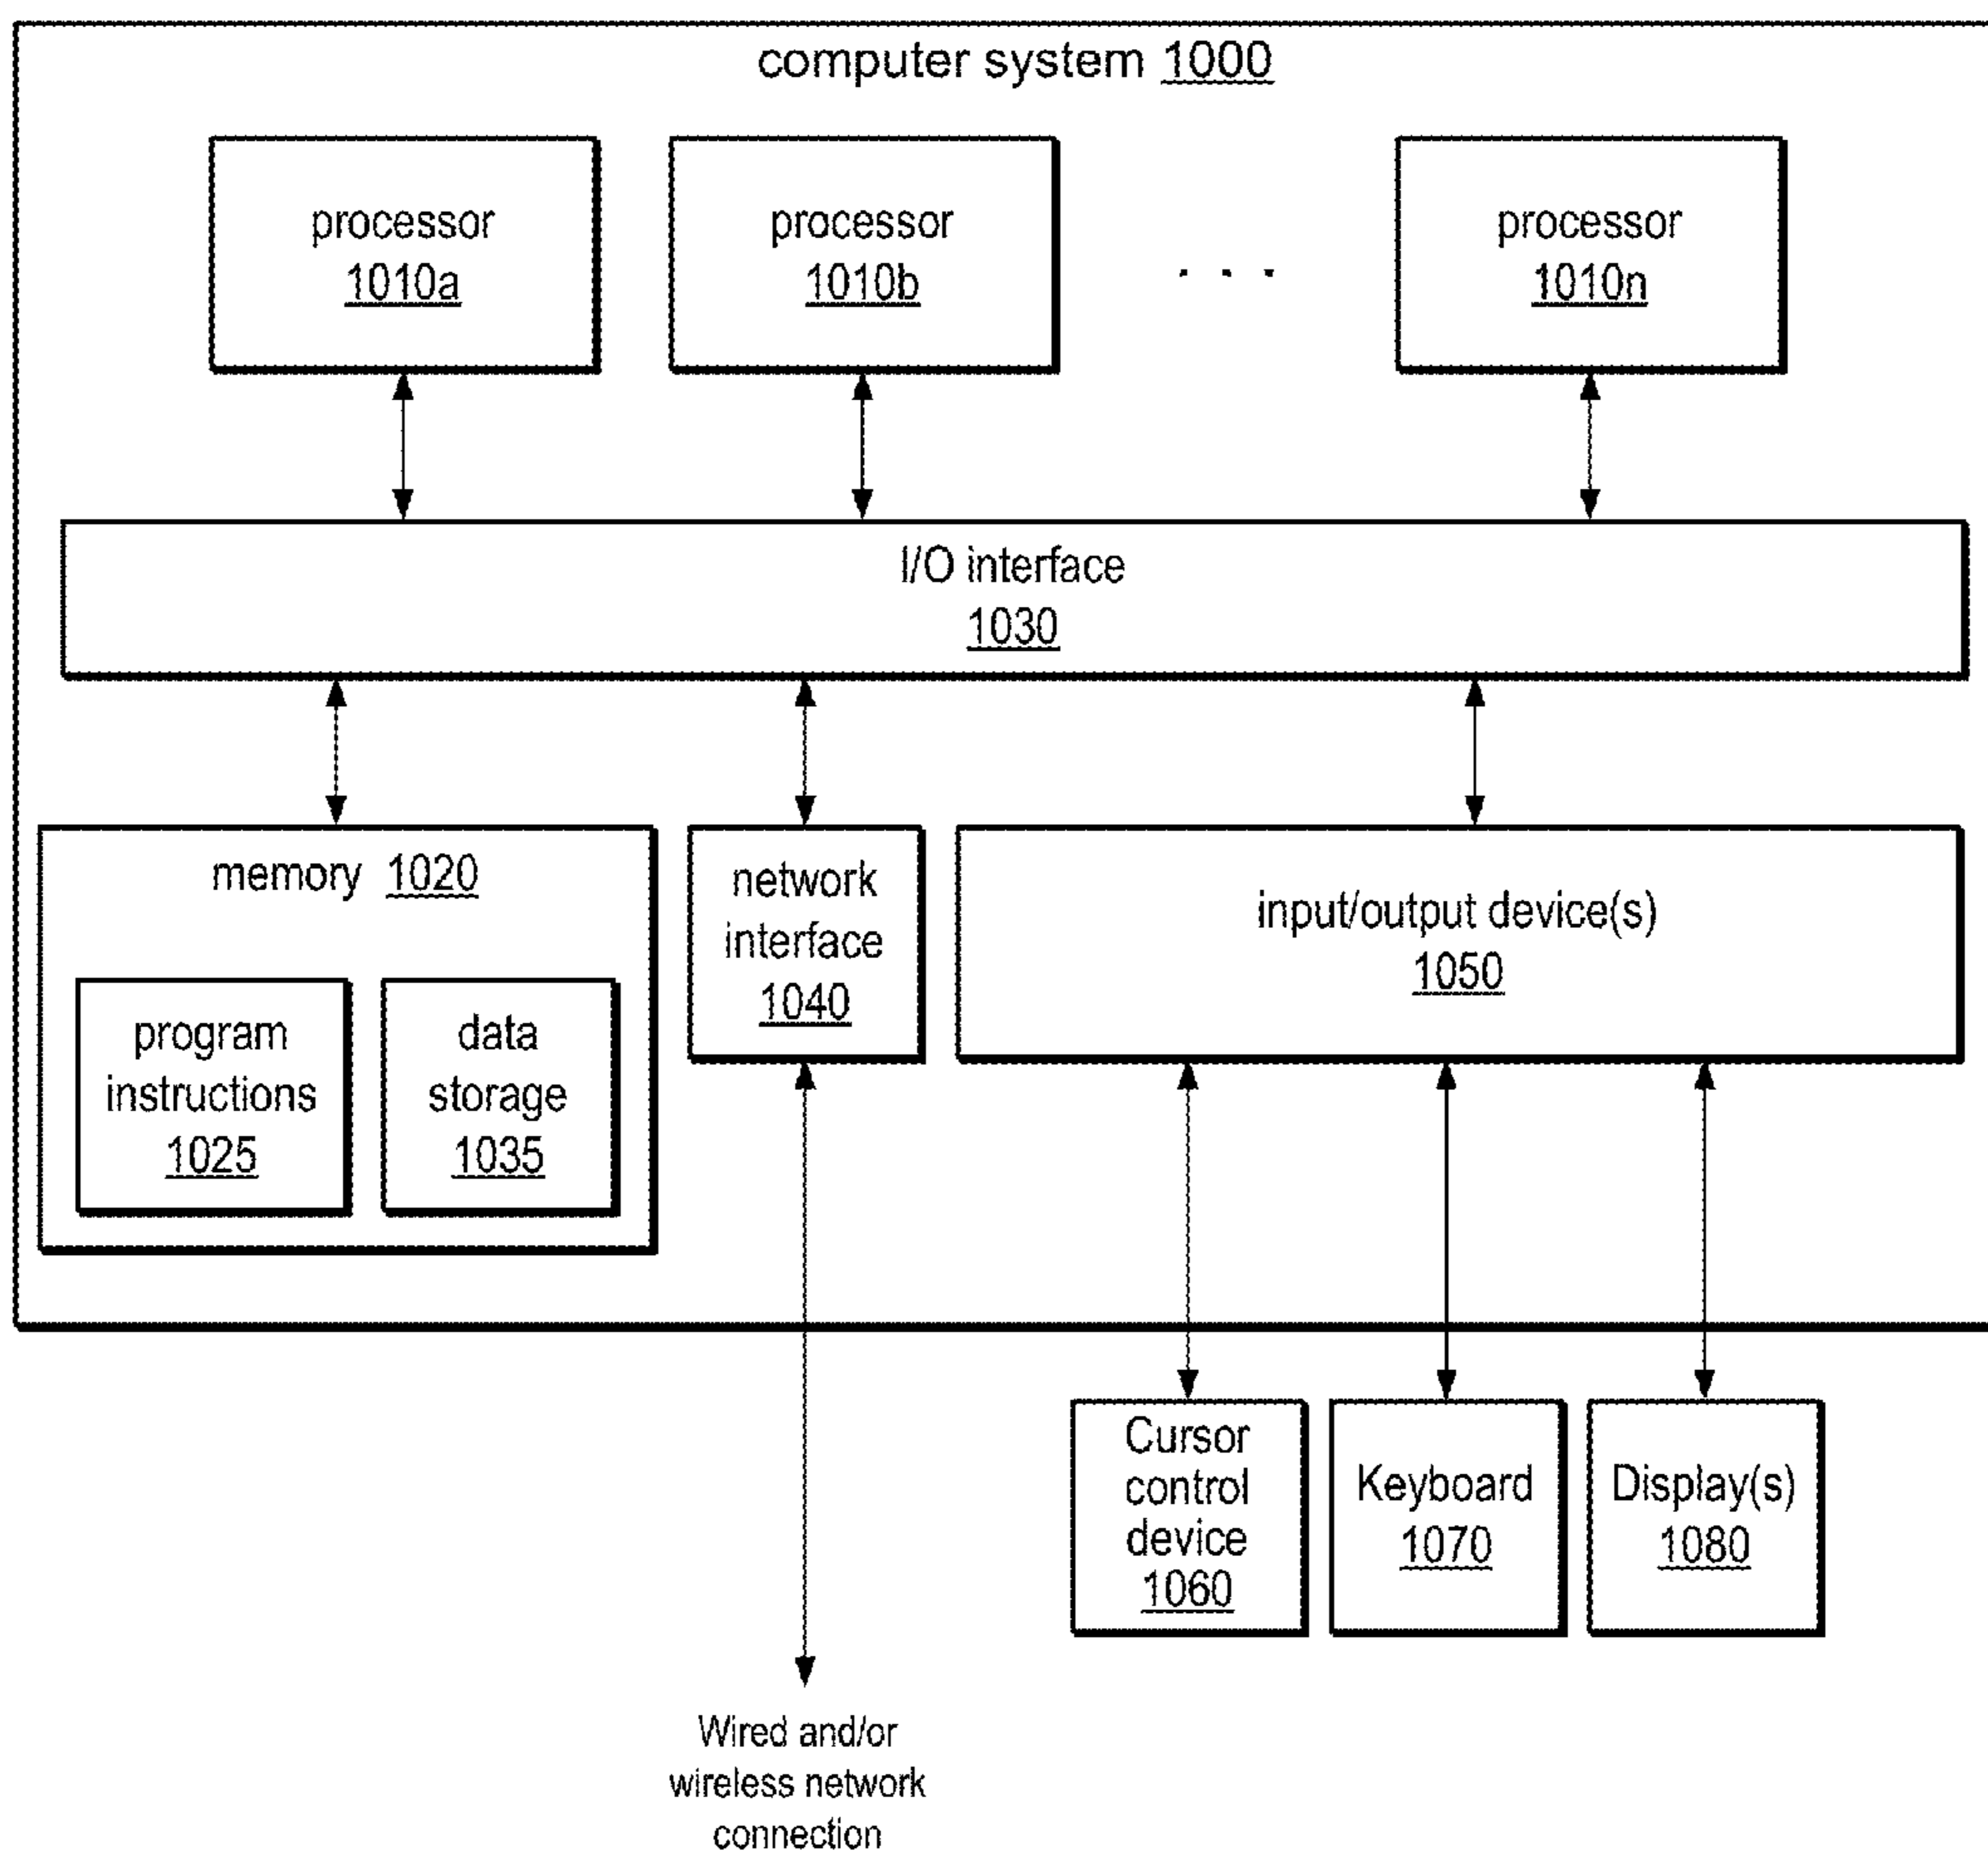 computer system 1000
processor
1010a
processor
1010b
. . .
processor
1010n
I/O interface
1030
memory 1020
program
instructions
1025
data
storage
1035
network
interface
1040
input/output device(s)
1050
Cursor
control
device
1060
Keyboard
1070
Display(s)
1080
Wired and/or
wireless network
connection